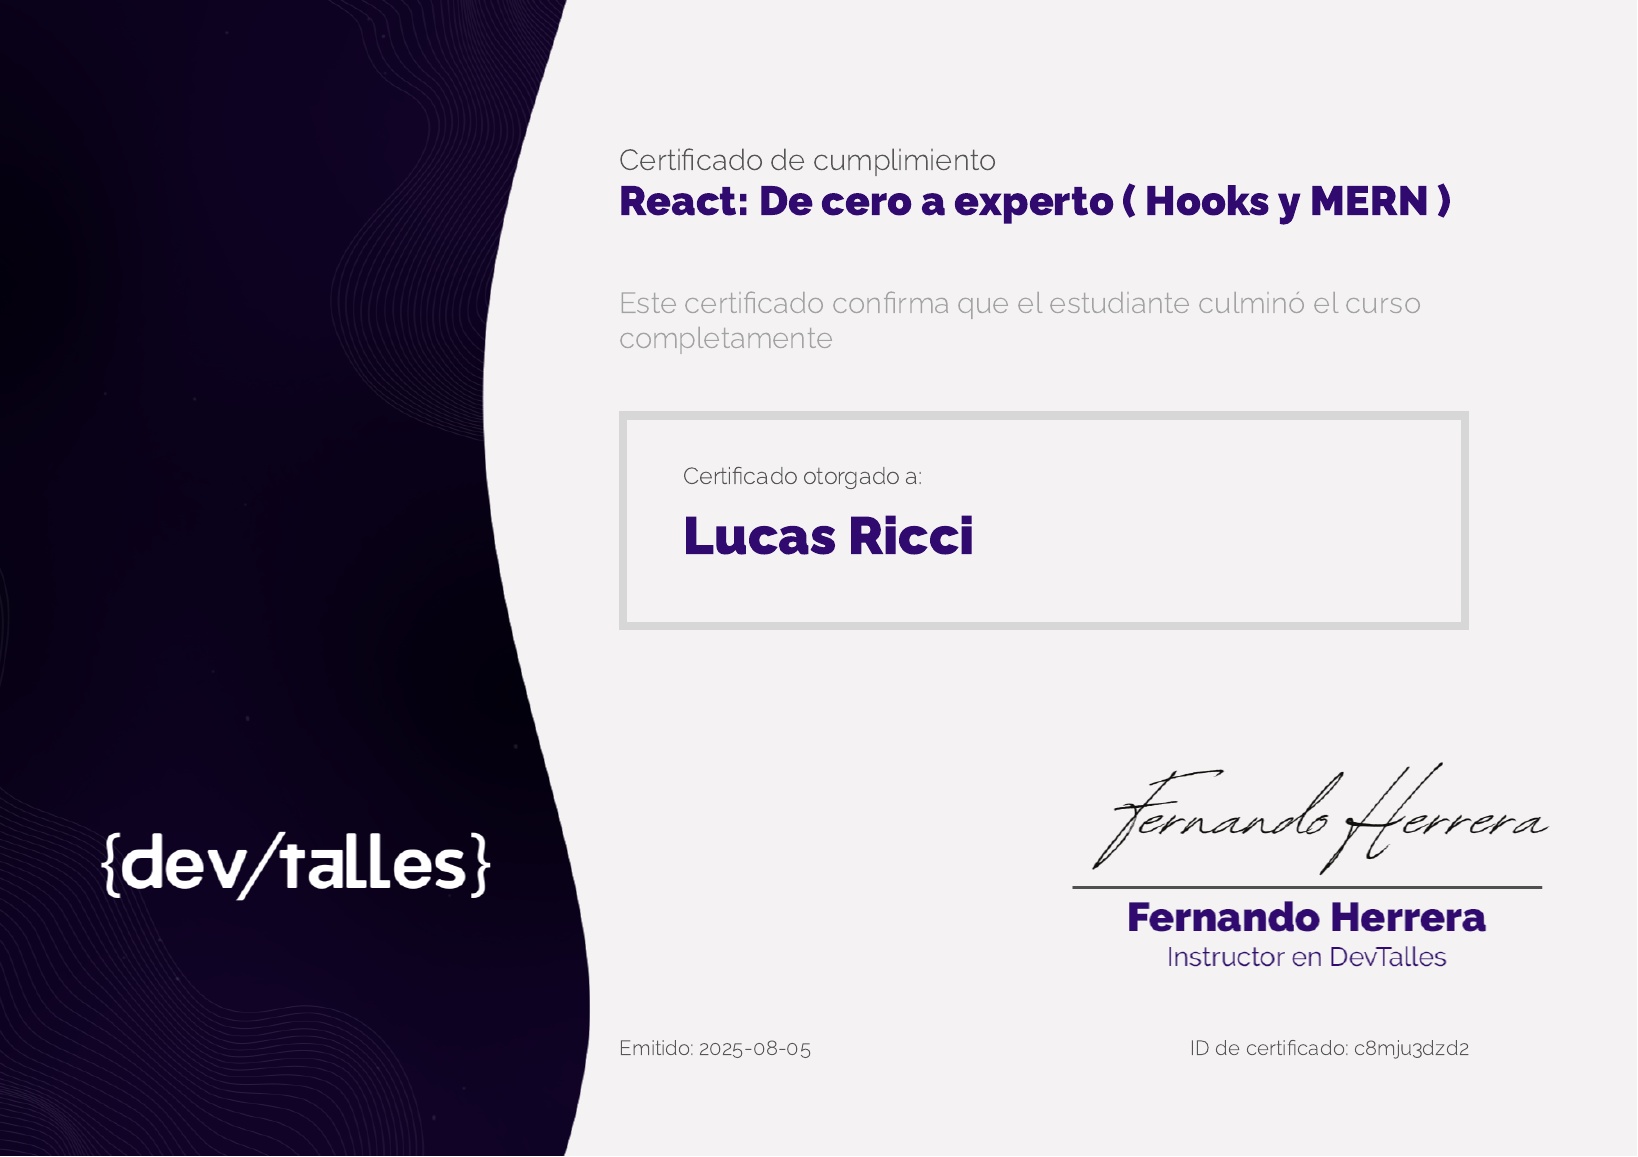 Certificado de cumplimiento
React: De cero a experto ( Hooks y MERN )
Este certificado confirma que el estudiante culminó el curso
completamente
Certificado otorgado a:
Lucas Ricci
{dev/talles}
Fernando Herrera
Fernando Herrera
Instructor en DevTalles
Emitido: 2025-08-05
ID de certificado: c8mju3dzd2